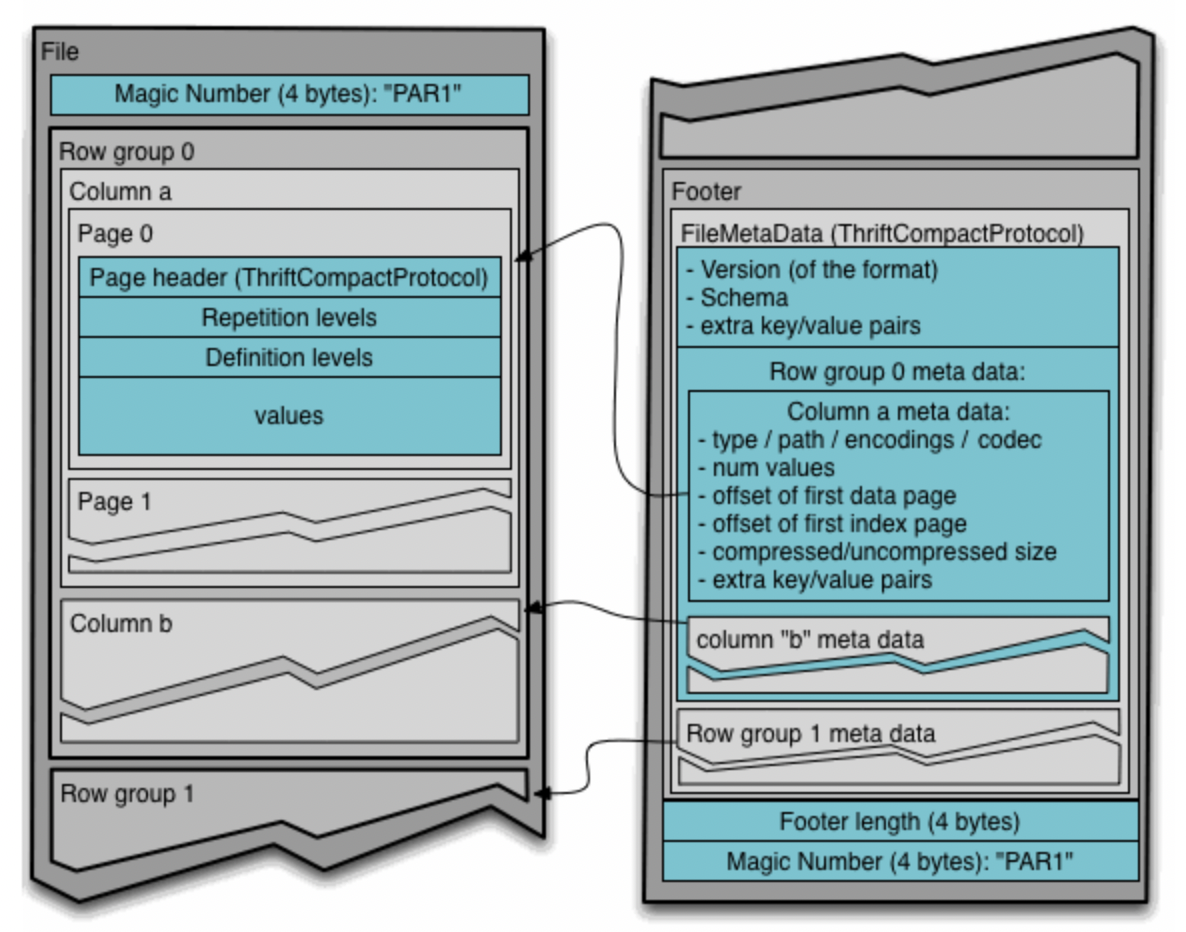 File
Magic Number (4 bytes): "PAR1"
Row group 0
Column a
Page 0
Page header (ThriftCompactProtocol)
Repetition levels
Definition levels
values
Page 1
Column b
Row group 1
Footer
FileMetaData (ThriftCompactProtocol)
- Version (of the format)
- Schema
- extra key/value pairs
Row group 0 meta data:
Column a meta data:
- type / path / encodings / codec
- num values
- offset of first data page
- offset of first index page
- compressed/uncompressed size
- extra key/value pairs
column "b" meta data
Row group 1 meta data
Footer length (4 bytes)
Magic Number (4 bytes): "PAR1"